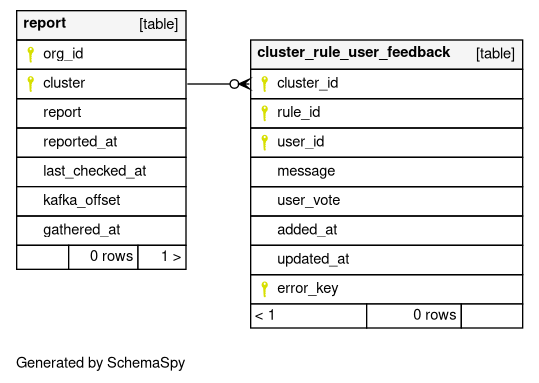 report [table]
org_id
cluster
report
reported_at
last_checked_at
kafka_offset
gathered_at
0 rows 1 >
cluster_rule_user_feedback [table]
cluster_id
rule_id
user_id
message
user_vote
added_at
updated_at
error_key
< 1 0 rows
Generated by SchemaSpy